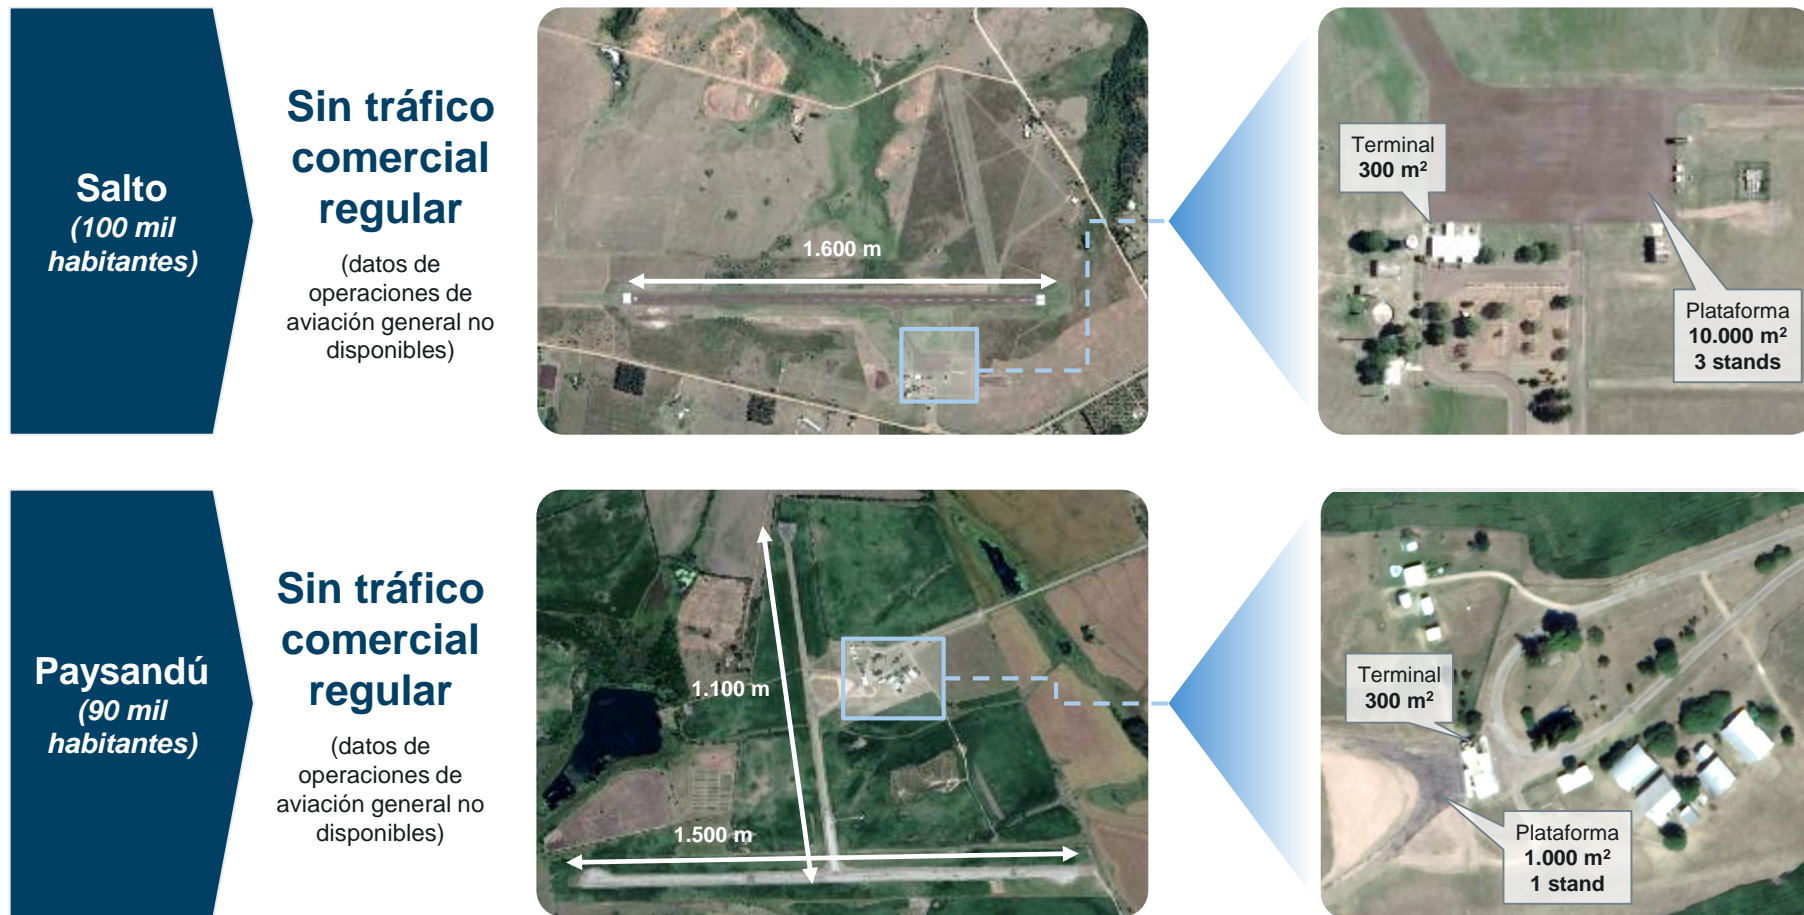 Salto
(100 mil
habitantes)
Sin tráfico
comercial
regular
(datos de
operaciones de
aviación general no
disponibles)
1.600 m
Terminal
300 m²
Plataforma
10.000 m²
3 stands
Paysandú
(90 mil
habitantes)
Sin tráfico
comercial
regular
(datos de
operaciones de
aviación general no
disponibles)
1.100 m
1.500 m
Terminal
300 m²
Plataforma
1.000 m²
1 stand